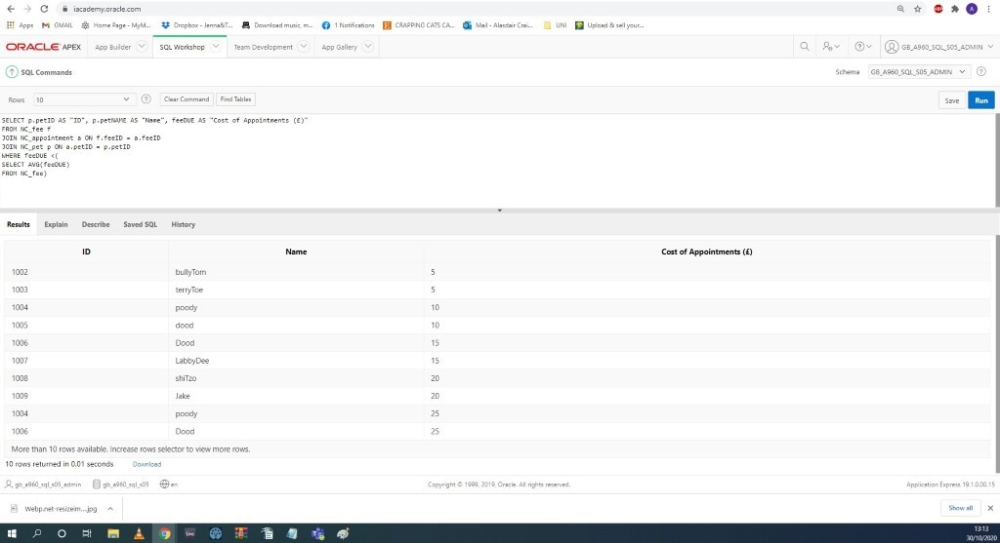 iacademy.oracle.com
Apps GMAIL Home Page - MyM... Dropbox - Jenna&T... Download music, m... 1 Notifications CRAPPING CATS CA... Mail - Alastair Crai... UNI Upload & sell your...
ORACLE APEX App Builder SQL Workshop Team Development App Gallery GB_A960_SQL_S05_ADMIN
SQL Commands Schema GB_A960_SQL_S05_ADMIN
Rows 10 Clear Command Find Tables Save Run
SELECT p.petID AS "ID", p.petNAME AS "Name", feeDUE AS "Cost of Appointments (£)"
FROM NC_fee f
JOIN NC_appointment a ON f.feeID = a.feeID
JOIN NC_pet p ON a.petID = p.petID
WHERE feeDUE <(
SELECT AVG(feeDUE)
FROM NC_fee)
Results Explain Describe Saved SQL History
ID Name Cost of Appointments (£)
1002 bullyTom 5
1003 terryToe 5
1004 poody 10
1005 dood 10
1006 Dood 15
1007 LabbyDee 15
1008 shiTzo 20
1009 Jake 20
1004 poody 25
1006 Dood 25
More than 10 rows available. Increase rows selector to view more rows.
10 rows returned in 0.01 seconds Download
gb_a960_sql_s05_admin gb_a960_sql_s05 en Copyright © 1999, 2019, Oracle. All rights reserved. Application Express 19.1.0.00.15
Webp.net-resizeim....jpg Show all
13:13
30/10/2020